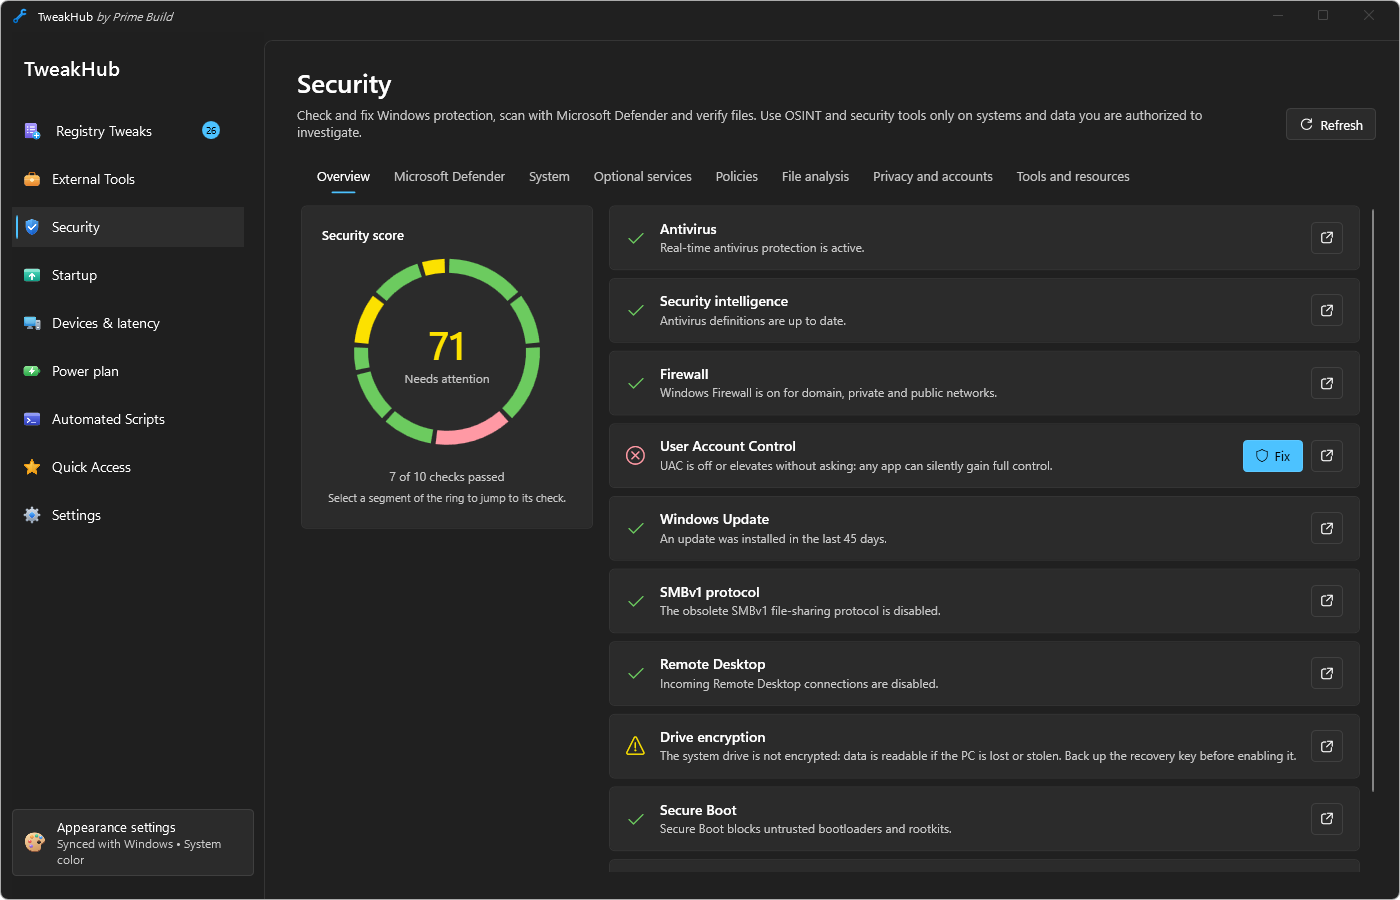 TweakHub by Prime Build
TweakHub
Registry Tweaks
26
External Tools
Security
Startup
Devices & latency
Power plan
Automated Scripts
Quick Access
Settings
Appearance settings
Synced with Windows • System
color
Security
Check and fix Windows protection, scan with Microsoft Defender and verify files. Use OSINT and security tools only on systems and data you are authorized to
investigate.
Refresh
Overview
Microsoft Defender
System
Optional services
Policies
File analysis
Privacy and accounts
Tools and resources
Security score
71
Needs attention
7 of 10 checks passed
Select a segment of the ring to jump to its check.
Antivirus
Real-time antivirus protection is active.
Security intelligence
Antivirus definitions are up to date.
Firewall
Windows Firewall is on for domain, private and public networks.
User Account Control
UAC is off or elevates without asking: any app can silently gain full control.
Fix
Windows Update
An update was installed in the last 45 days.
SMBv1 protocol
The obsolete SMBv1 file-sharing protocol is disabled.
Remote Desktop
Incoming Remote Desktop connections are disabled.
Drive encryption
The system drive is not encrypted: data is readable if the PC is lost or stolen. Back up the recovery key before enabling it.
Secure Boot
Secure Boot blocks untrusted bootloaders and rootkits.